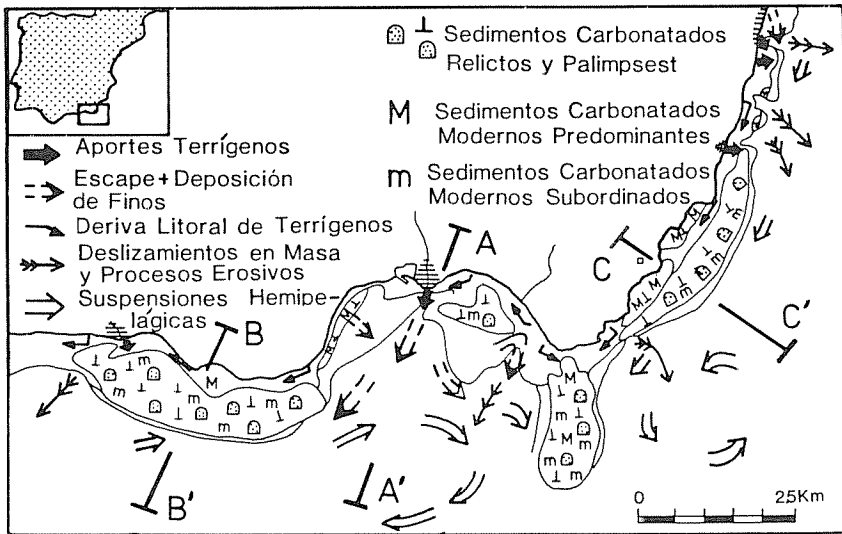 Sedimentos Carbonatados
Relictos y Palimpsest
M Sedimentos Carbonatados
Modernos Predominantes
m Sedimentos Carbonatados
Modernos Subordinados
Aportes Terrígenos
Escape + Deposición
de Finos
Deriva Litoral de Terrígenos
Deslizamientos en Masa
y Procesos Erosivos
Suspensiones Hemipe-
lágicas
A
C
B
C'
M
M
M
M
m
m
m
m
M
M
m
M
m
m
m
m
m
m
M
m
m
M
m
m
B'
A'
0 25Km